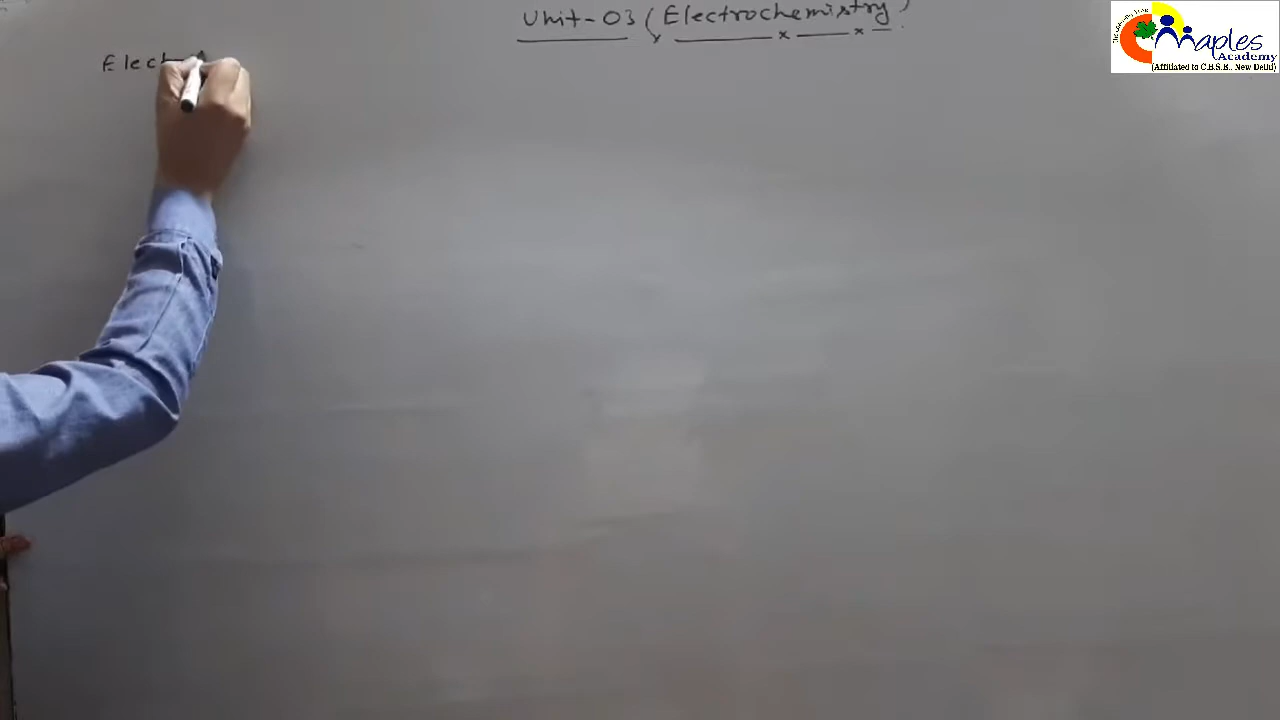 Unit-03 (Electrochemistry)
Maples
Academy
(Affiliated to C.B.S.E., New Delhi)
Elect